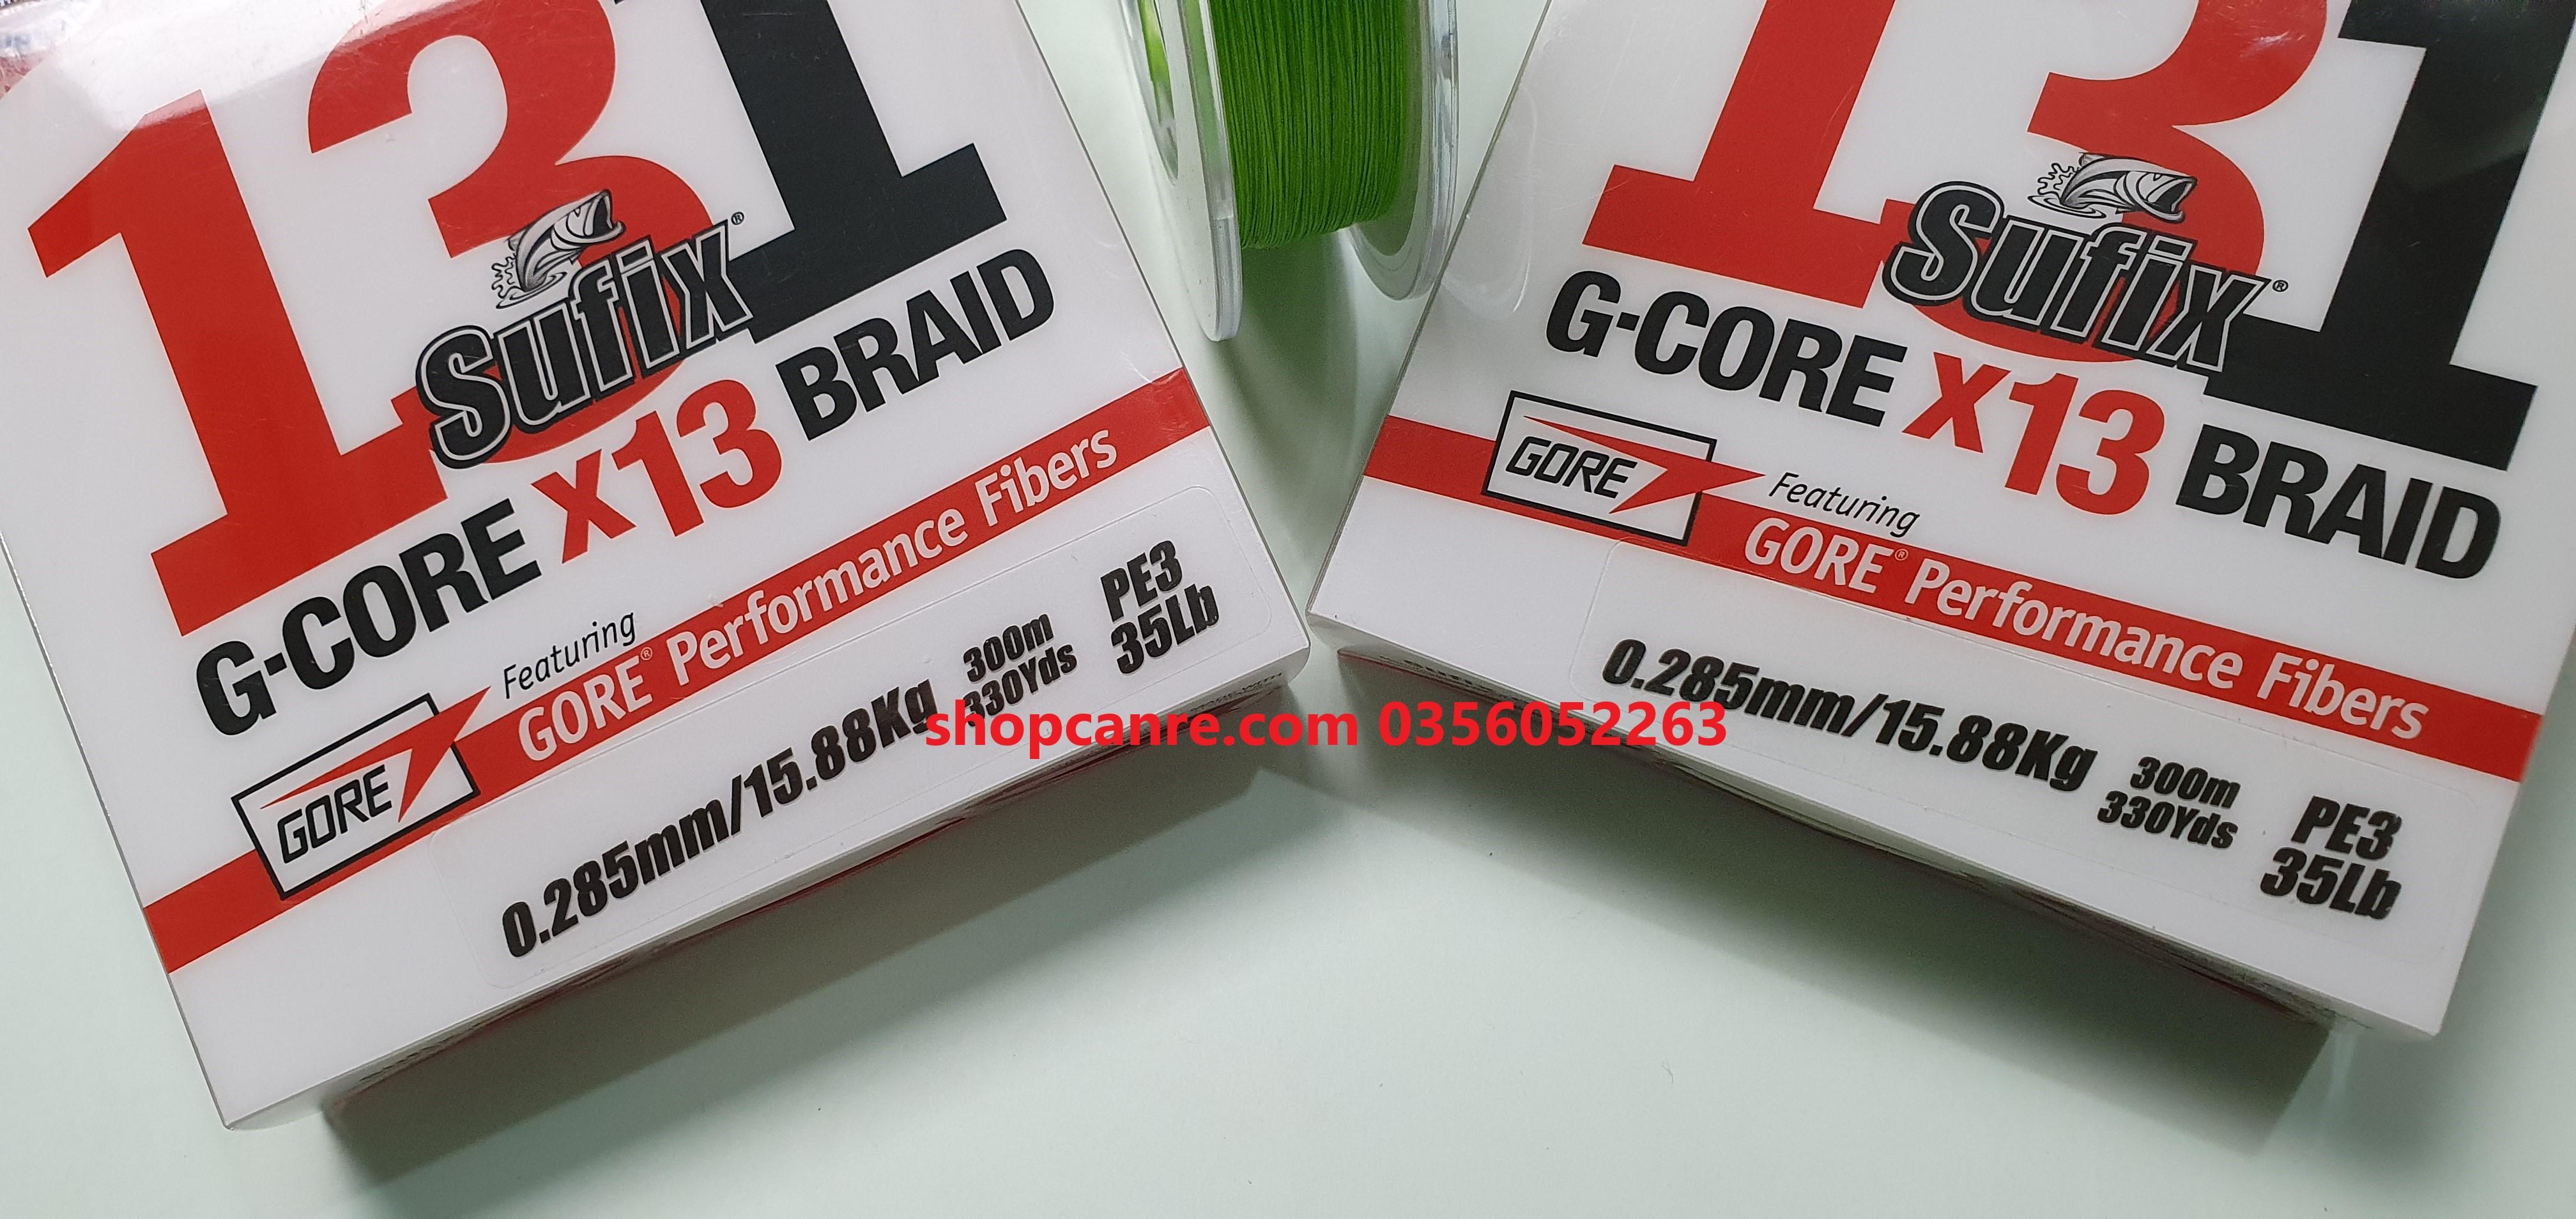 131
Sufix®
G-CORE X13 BRAID
GORE
Featuring
GORE® Performance Fibers
0.285mm/15.88Kg
300m
330Yds
PE3
35Lb
131
Sufix®
G-CORE X13 BRAID
GORE
Featuring
GORE® Performance Fibers
0.285mm/15.88Kg
300m
330Yds
PE3
35Lb
shopcanre.com 0356052263